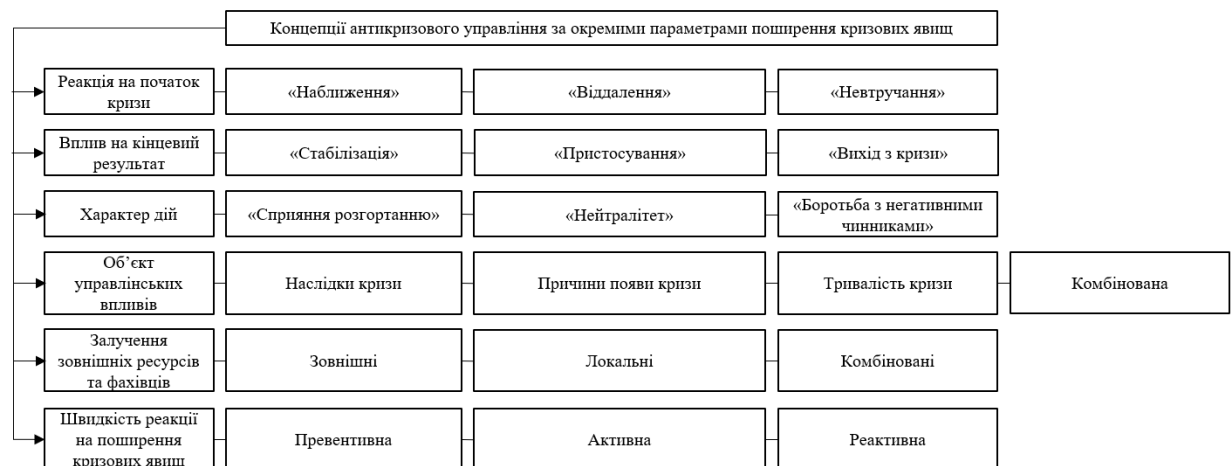 Концепції антикризового управління за окремими параметрами поширення кризових явищ
Реакція на початок
кризи
«Наближення»
«Віддалення»
«Невтручання»
Вплив на кінцевий
результат
«Стабілізація»
«Пристосування»
«Вихід з кризи»
Характер дій
«Сприяння розгортанню»
«Нейтралітет»
«Боротьба з негативними
чинниками»
Об’єкт
управлінських
впливів
Наслідки кризи
Причини появи кризи
Тривалість кризи
Комбінована
Залучення
зовнішніх ресурсів
та фахівців
Зовнішні
Локальні
Комбіновані
Швидкість реакції
на поширення
кризових явищ
Превентивна
Активна
Реактивна